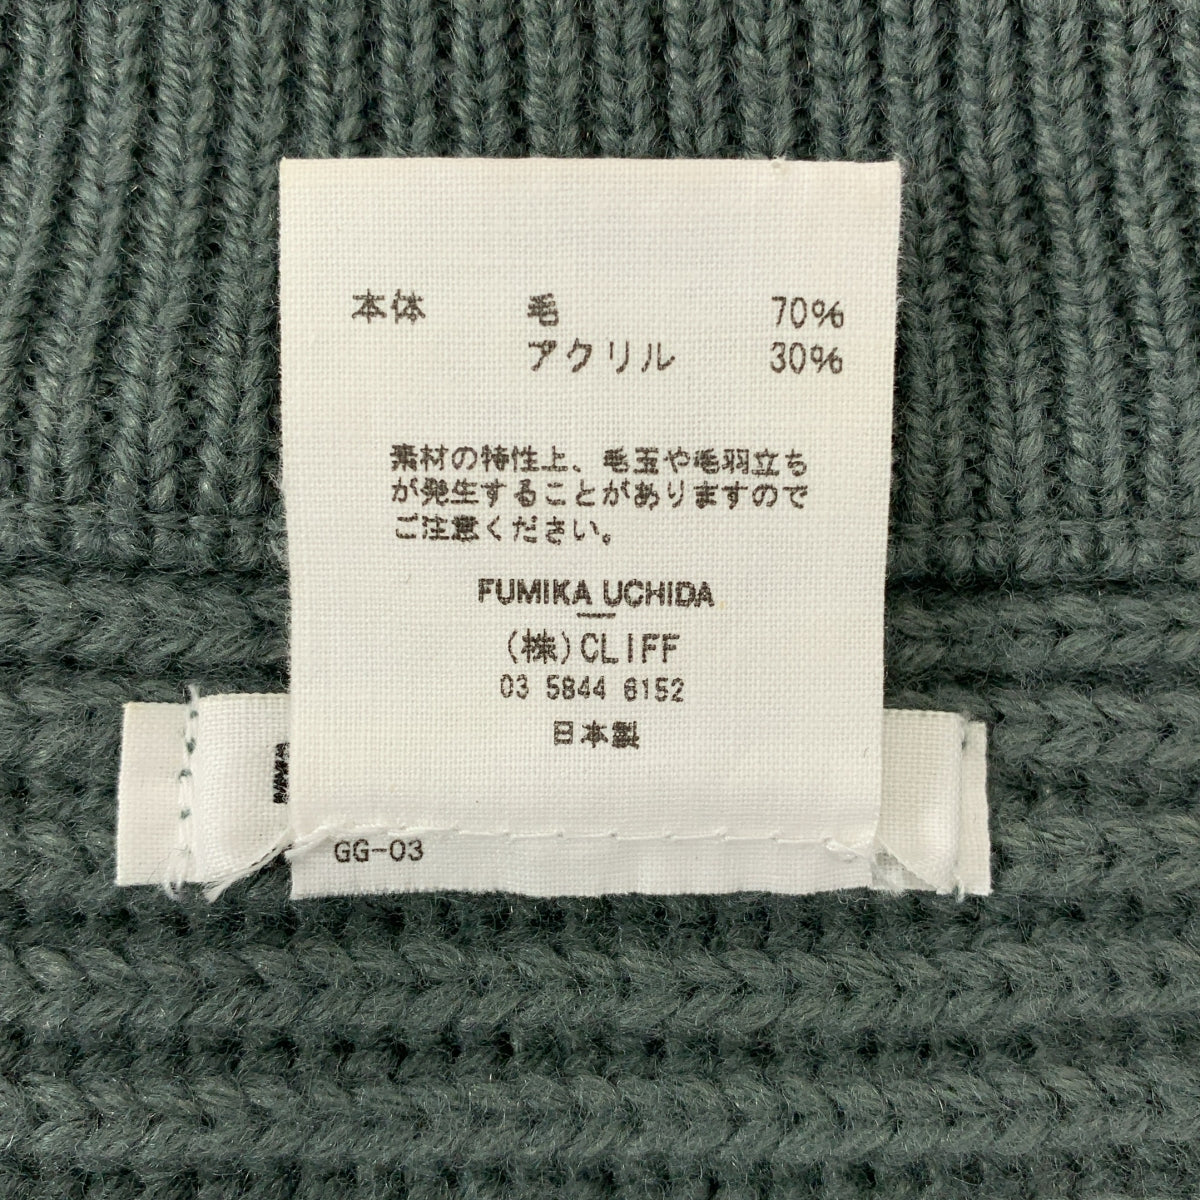 本体 毛 70%
アクリル 30%
素材の特性上、毛玉や毛羽立ち
が発生することがありますので
ご注意ください。
FUMIKA_UCHIDA
(株)CLIFF
03 5844 6152
日本製
GG-03